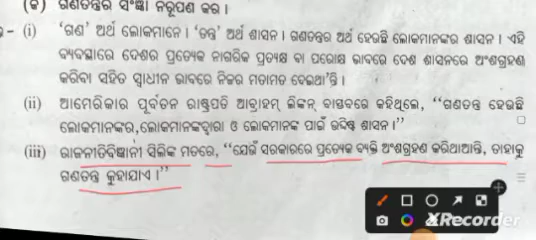 (କ) ଗଣତନ୍ତ୍ରର ସଂଜ୍ଞା ନିରୂପଣ କର ।
(i) ‘ଗଣ’ ଅର୍ଥ ଲୋକମାନେ । ‘ତନ୍ତ୍ର’ ଅର୍ଥ ଶାସନ । ଗଣତନ୍ତ୍ରର ଅର୍ଥ ହେଉଛି ଲୋକମାନଙ୍କର ଶାସନ । ଏହି
ବ୍ୟବସ୍ଥାରେ ଦେଶର ପ୍ରତ୍ୟେକ ନାଗରିକ ପ୍ରତ୍ୟକ୍ଷ ବା ପରୋକ୍ଷ ଭାବରେ ଦେଶ ଶାସନରେ ଅଂଶଗ୍ରହଣ
କରିବା ସହିତ ସ୍ୱାଧୀନ ଭାବରେ ନିଜର ମତାମତ ଦେଇଥା’ନ୍ତି ।
(ii) ଆମେରିକାର ପୂର୍ବତନ ରାଷ୍ଟ୍ରପତି ଆବ୍ରାହମ୍ ଲିଙ୍କନ୍ ବାସ୍ତବରେ କହିଥିଲେ, ‘‘ଗଣତନ୍ତ୍ର ହେଉଛି
ଲୋକମାନଙ୍କର, ଲୋକମାନଙ୍କଦ୍ୱାରା ଓ ଲୋକମାନଙ୍କ ପାଇଁ ଉଦ୍ଦିଷ୍ଟ ଶାସନ ।’’
(iii) ରାଜନୀତିବିଜ୍ଞାନୀ ସିଲିଙ୍କ ମତରେ, ‘‘ଯେଉଁ ସରକାରରେ ପ୍ରତ୍ୟେକ ବ୍ୟକ୍ତି ଅଂଶଗ୍ରହଣ କରିଥାଆନ୍ତି, ତାହାକୁ
ଗଣତନ୍ତ୍ର କୁହାଯାଏ ।’’
XRecorder